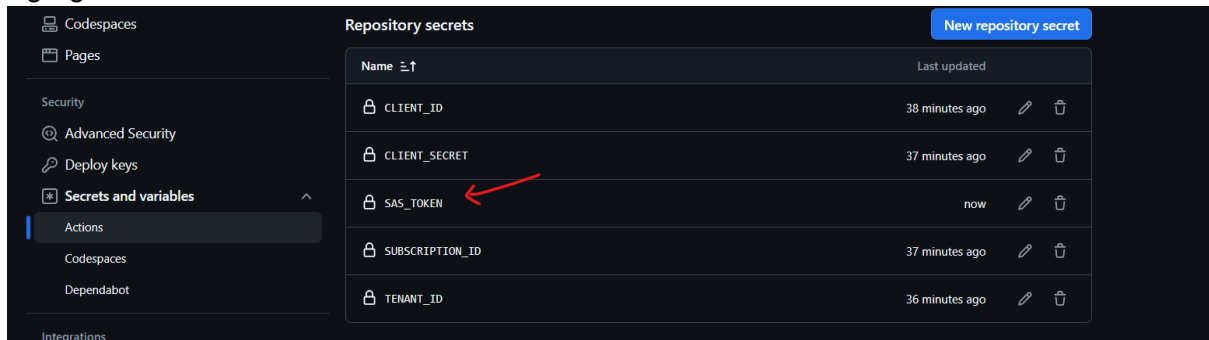 Codespaces
Pages
Security
Advanced Security
Deploy keys
Secrets and variables
Actions
Codespaces
Dependabot
Integrations
Repository secrets
New repository secret
Name
Last updated
CLIENT_ID
38 minutes ago
CLIENT_SECRET
37 minutes ago
SAS_TOKEN
now
SUBSCRIPTION_ID
37 minutes ago
TENANT_ID
36 minutes ago